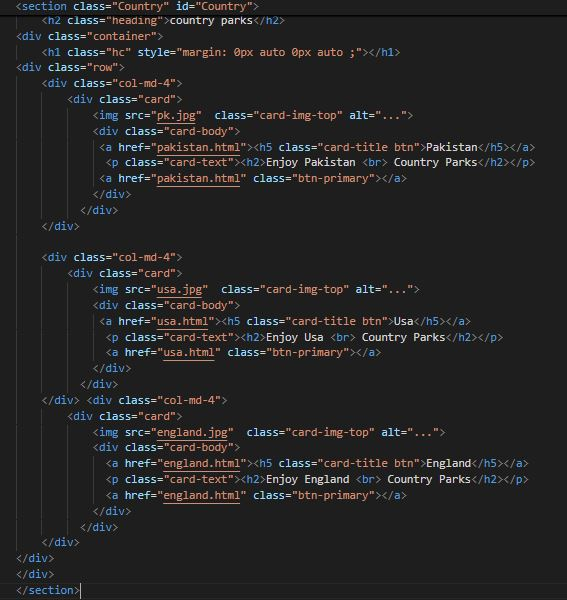 <section class="Country" id="Country">
<h2 class="heading">country parks</h2>
<div class="container">
<h1 class="hc" style="margin: 0px auto 0px auto ;"></h1>
<div class="row">
<div class="col-md-4">
<div class="card">
<img src="pk.jpg"  class="card-img-top" alt="...">
<div class="card-body">
<a href="pakistan.html"><h5 class="card-title btn">Pakistan</h5></a>
<p class="card-text"><h2>Enjoy Pakistan <br> Country Parks</h2></p>
<a href="pakistan.html" class="btn-primary"></a>
</div>
</div>
</div>
<div class="col-md-4">
<div class="card">
<img src="usa.jpg"  class="card-img-top" alt="...">
<div class="card-body">
<a href="usa.html"><h5 class="card-title btn">Usa</h5></a>
<p class="card-text"><h2>Enjoy Usa <br> Country Parks</h2></p>
<a href="usa.html" class="btn-primary"></a>
</div>
</div>
</div> <div class="col-md-4">
<div class="card">
<img src="england.jpg"  class="card-img-top" alt="...">
<div class="card-body">
<a href="england.html"><h5 class="card-title btn">England</h5></a>
<p class="card-text"><h2>Enjoy England <br> Country Parks</h2></p>
<a href="england.html" class="btn-primary"></a>
</div>
</div>
</div>
</div>
</div>
</section>